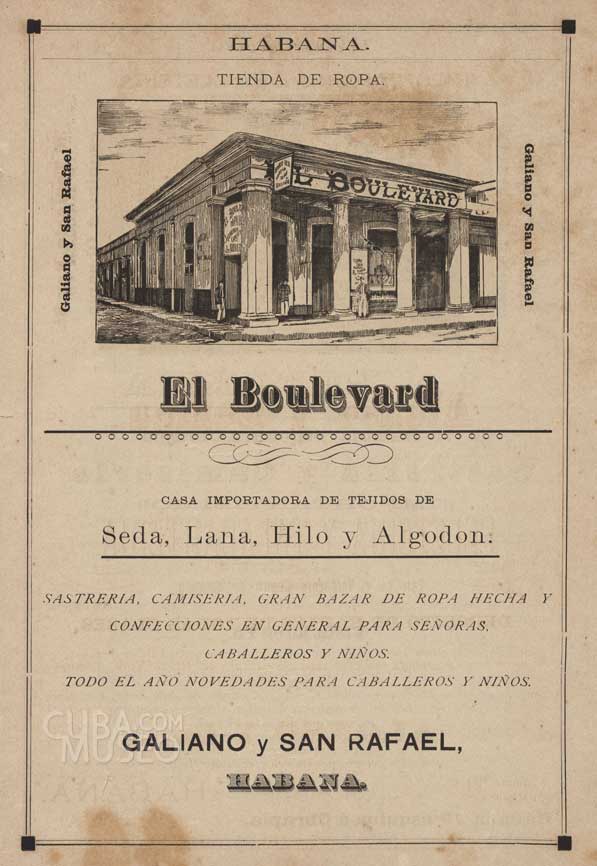 HABANA.
TIENDA DE ROPA.
EL BOULEVARD
Galiano y San Rafael
Galiano y San Rafael
El Boulevard
CASA IMPORTADORA DE TEJIDOS DE
Seda, Lana, Hilo y Algodon.
SASTRERIA, CAMISERIA, GRAN BAZAR DE ROPA HECHA Y
CONFECCIONES EN GENERAL PARA SEÑORAS,
CABALLEROS Y NIÑOS.
TODO EL AÑO NOVEDADES PARA CABALLEROS Y NIÑOS.
CUBA
MUSEO
.COM
GALIANO y SAN RAFAEL,
HABANA.